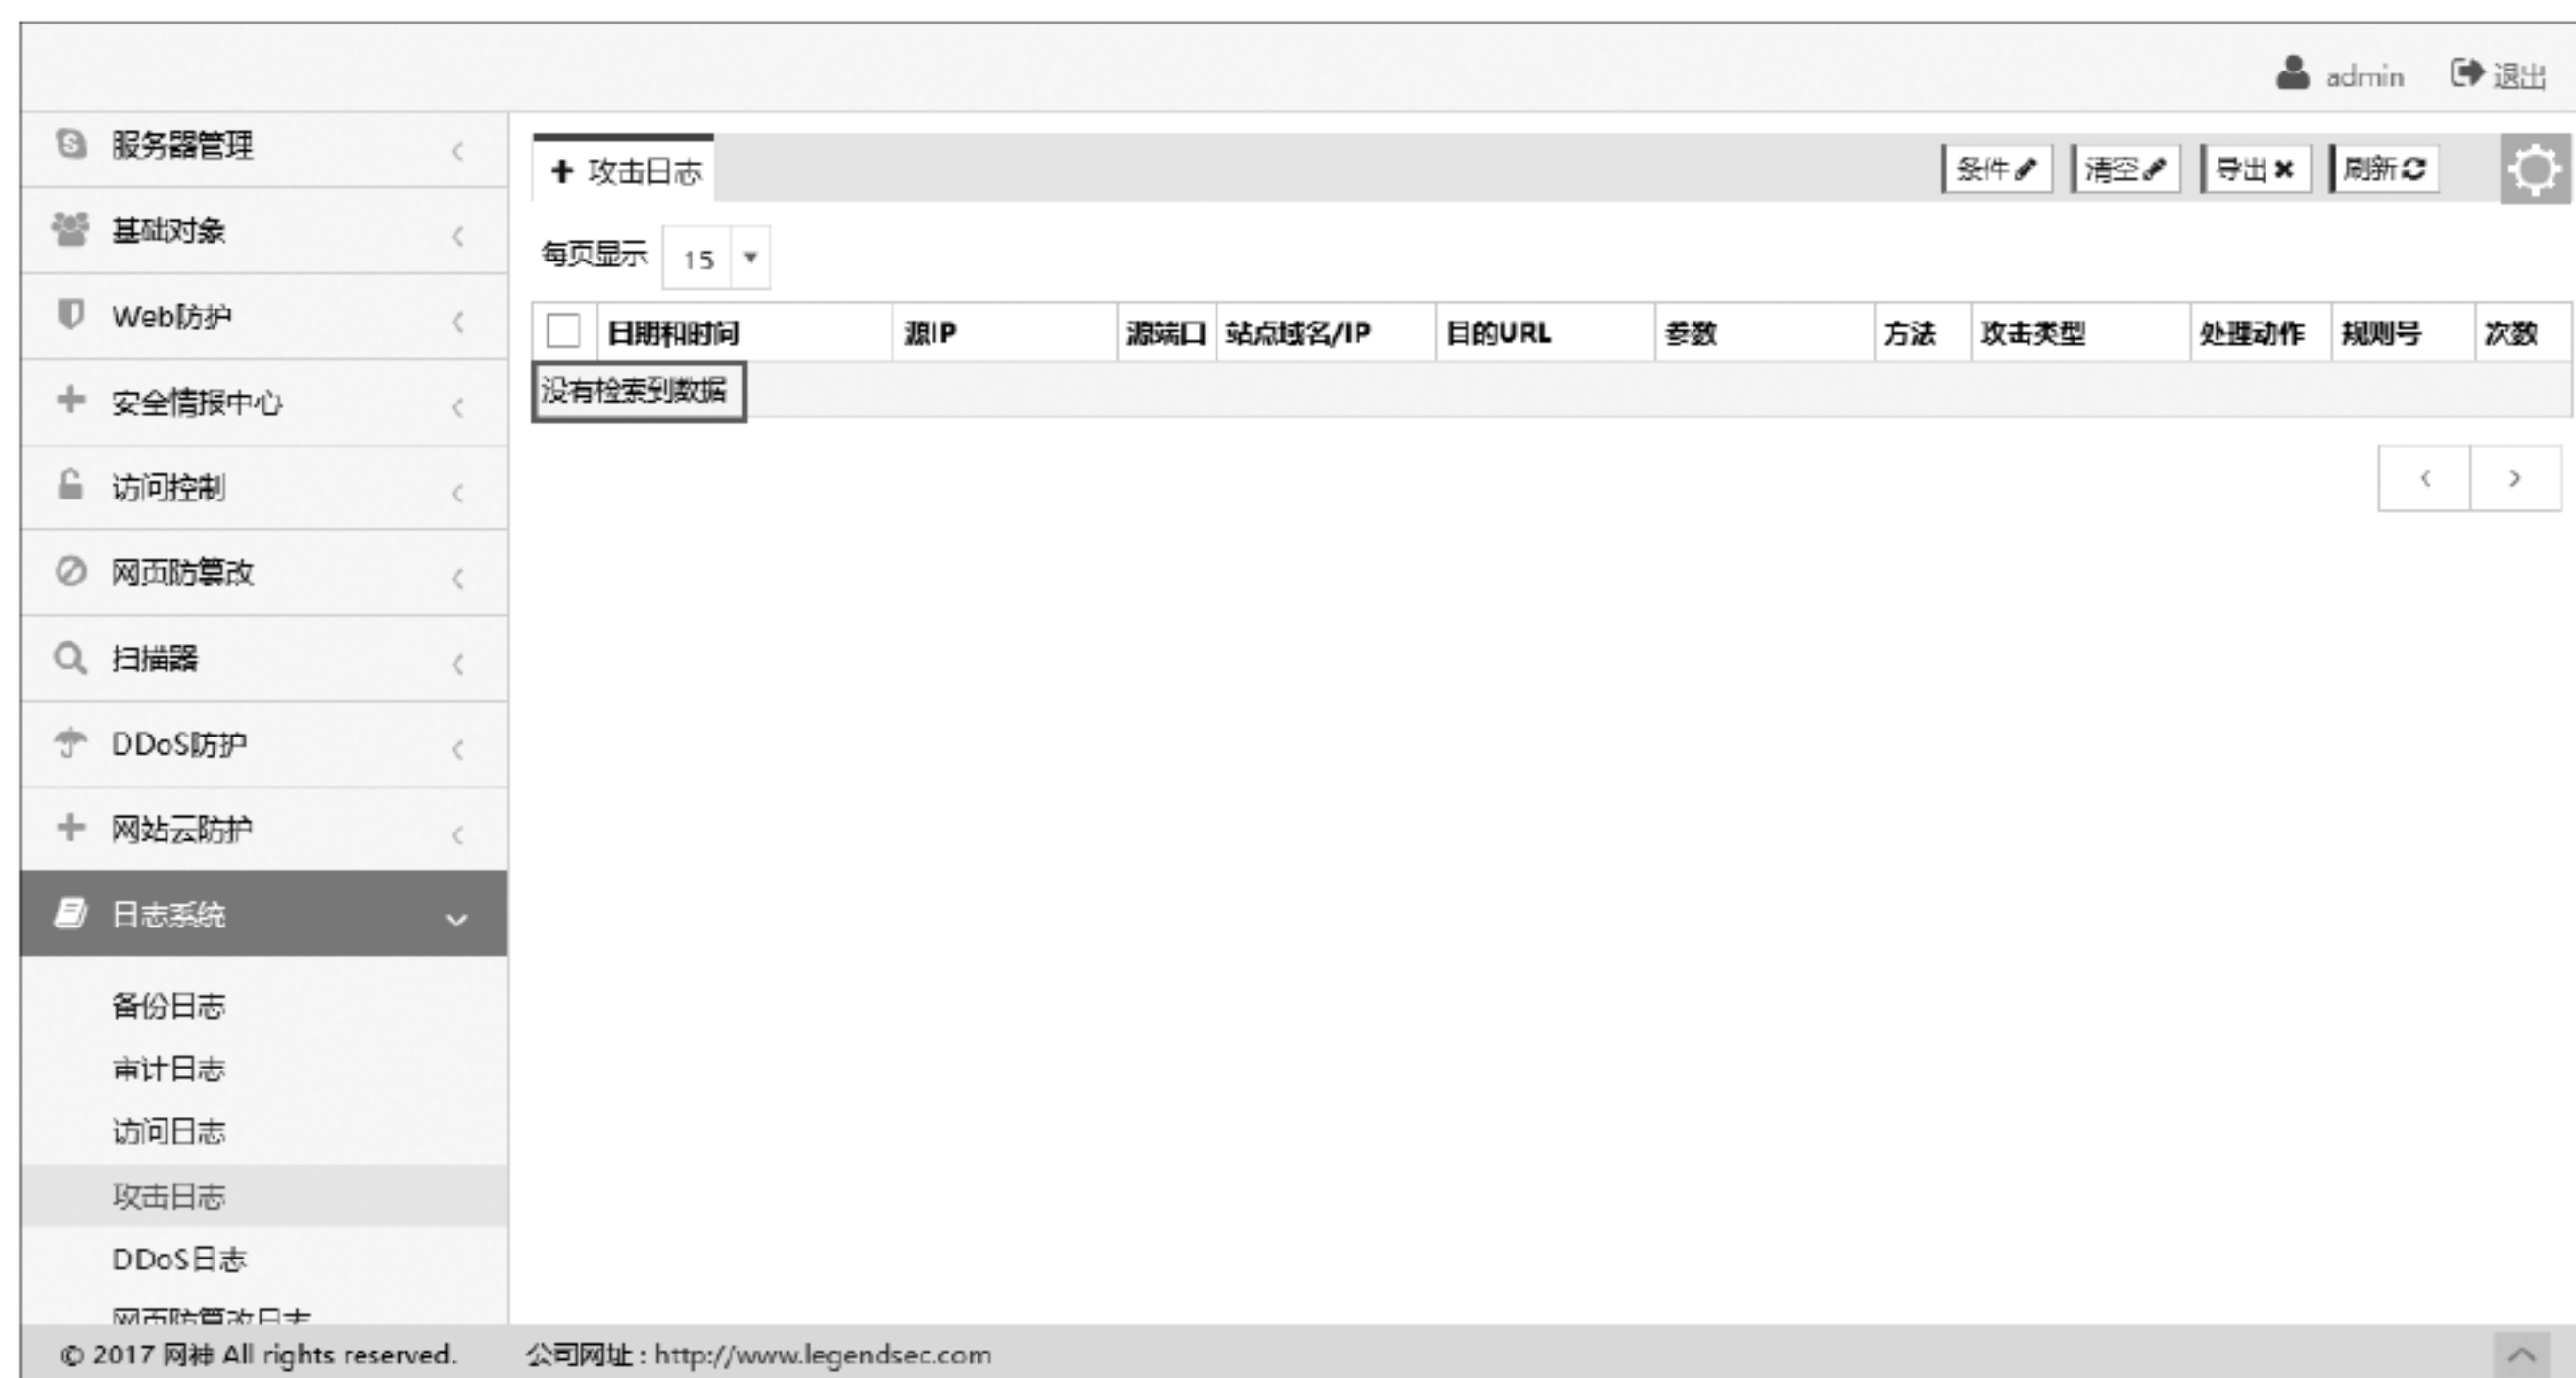 admin 退出
服务器管理
基础对象
Web防护
安全情报中心
访问控制
网页防篡改
扫描器
DDoS防护
网站云防护
日志系统
备份日志
审计日志
访问日志
攻击日志
DDoS日志
网页防篡改日志
攻击日志 条件 清空 导出 刷新
每页显示 15
日期和时间 源IP 源端口 站点域名/IP 目的URL 参数 方法 攻击类型 处理动作 规则号 次数
没有检索到数据
© 2017 网神 All rights reserved. 公司网址 : http://www.legendsec.com